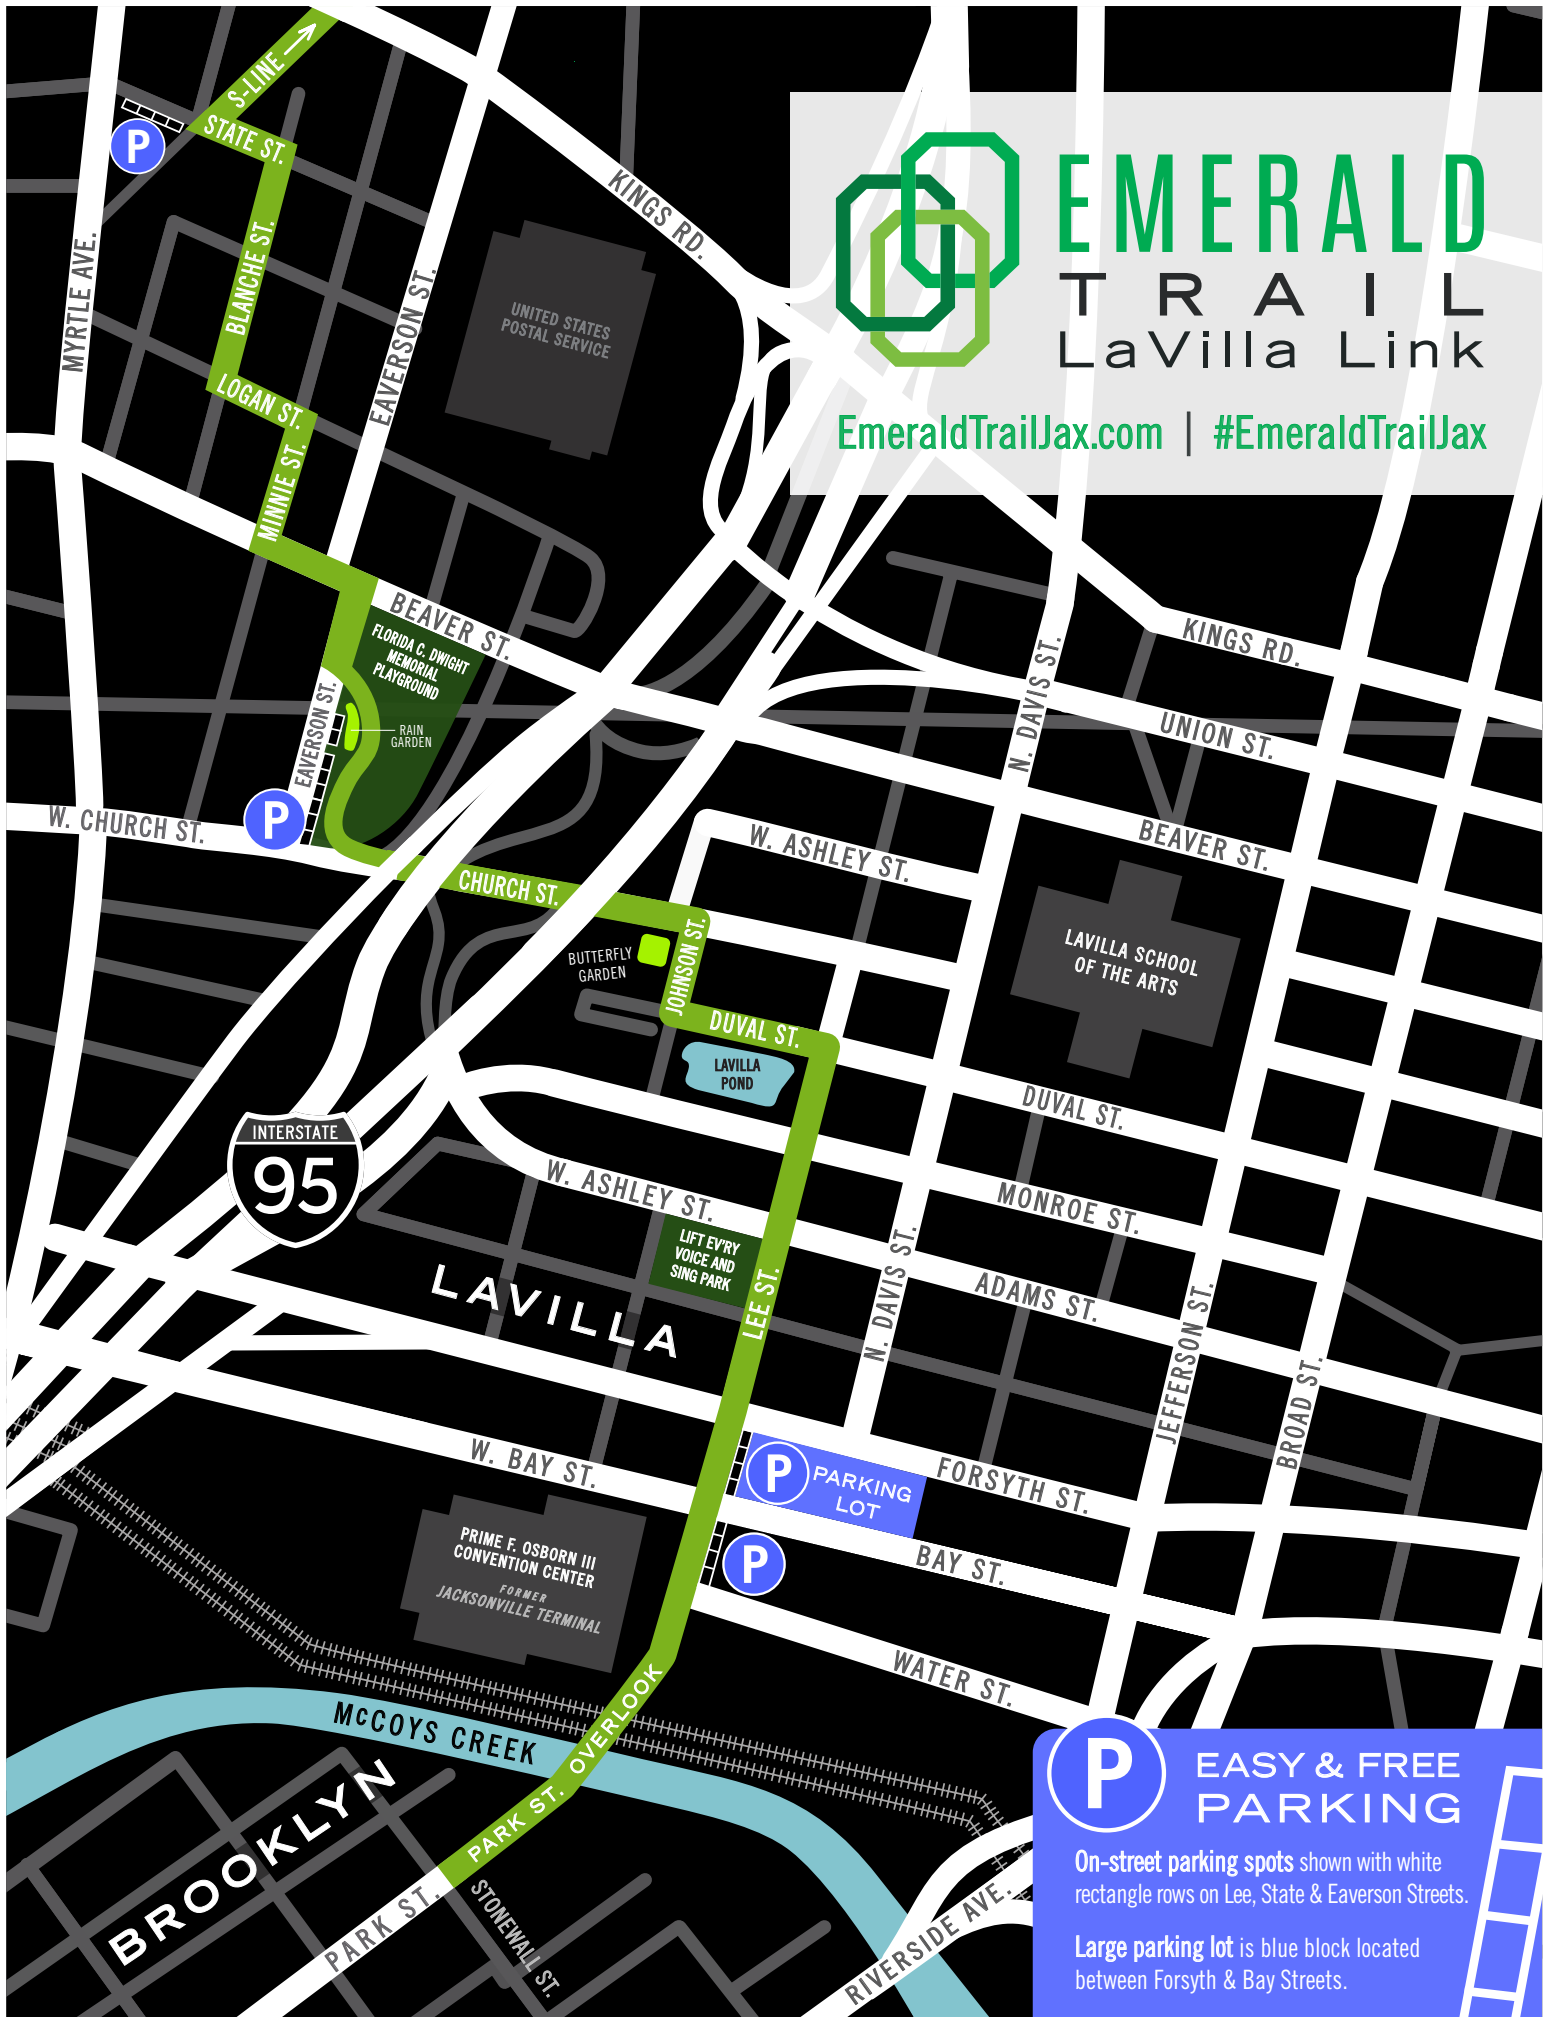 S-LINE
STATE ST.
P
KINGS RD.
EMERALD
TRAIL
LaVilla Link
EmeraldTrailJax.com | #EmeraldTrailJax
MYRTLE AVE.
BLANCHE ST.
EAVERSON ST.
UNITED STATES
POSTAL SERVICE
LOGAN ST.
MINNIE ST.
BEAVER ST.
FLORIDA C. DWIGHT
MEMORIAL
PLAYGROUND
EAVERSON ST.
RAIN
GARDEN
N. DAVIS ST.
KINGS RD.
UNION ST.
P
W. CHURCH ST.
W. ASHLEY ST.
BEAVER ST.
CHURCH ST.
BUTTERFLY
GARDEN
JOHNSON ST.
LAVILLA SCHOOL
OF THE ARTS
DUVAL ST.
LAVILLA
POND
DUVAL ST.
INTERSTATE
95
W. ASHLEY ST.
MONROE ST.
LIFT EV'RY
VOICE AND
SING PARK
LEE ST.
N. DAVIS ST.
ADAMS ST.
LAVILLA
JEFFERSON ST.
BROAD ST.
W. BAY ST.
P
PARKING
LOT
FORSYTH ST.
PRIME F. OSBORN III
CONVENTION CENTER
FORMER
JACKSONVILLE TERMINAL
P
BAY ST.
WATER ST.
McCOYS CREEK
PARK ST. OVERLOOK
BROOKLYN
PARK ST.
STONEWALL ST.
RIVERSIDE AVE.
P
EASY & FREE
PARKING
On-street parking spots shown with white
rectangle rows on Lee, State & Eaverson Streets.
Large parking lot is blue block located
between Forsyth & Bay Streets.